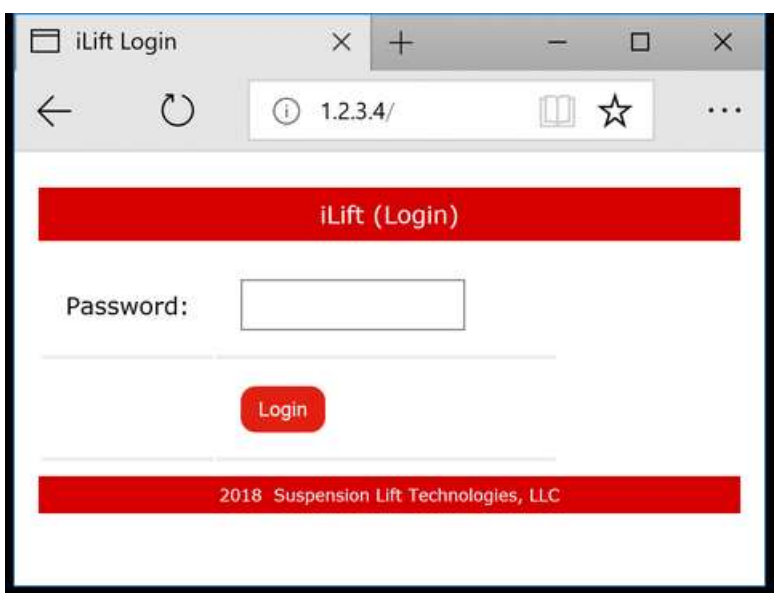 iLift Login
1.2.3.4/
iLift (Login)
Password:
Login
2018 Suspension Lift Technologies, LLC